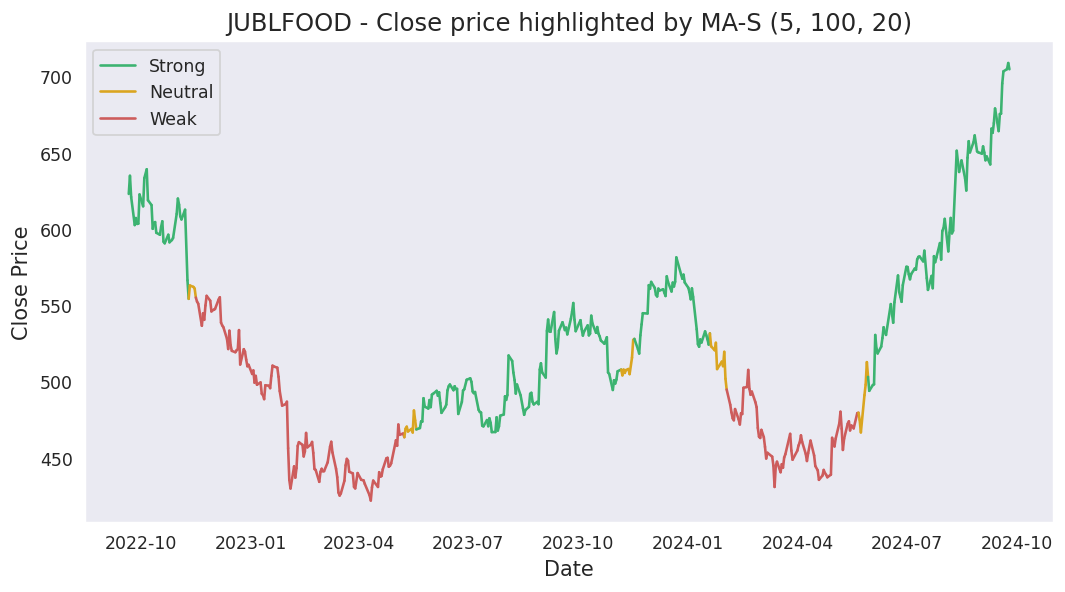 JUBLFOOD - Close price highlighted by MA-S (5, 100, 20)
Strong
Neutral
Weak
Close Price
700
650
600
550
500
450
2022-10 2023-01 2023-04 2023-07 2023-10 2024-01 2024-04 2024-07 2024-10
Date